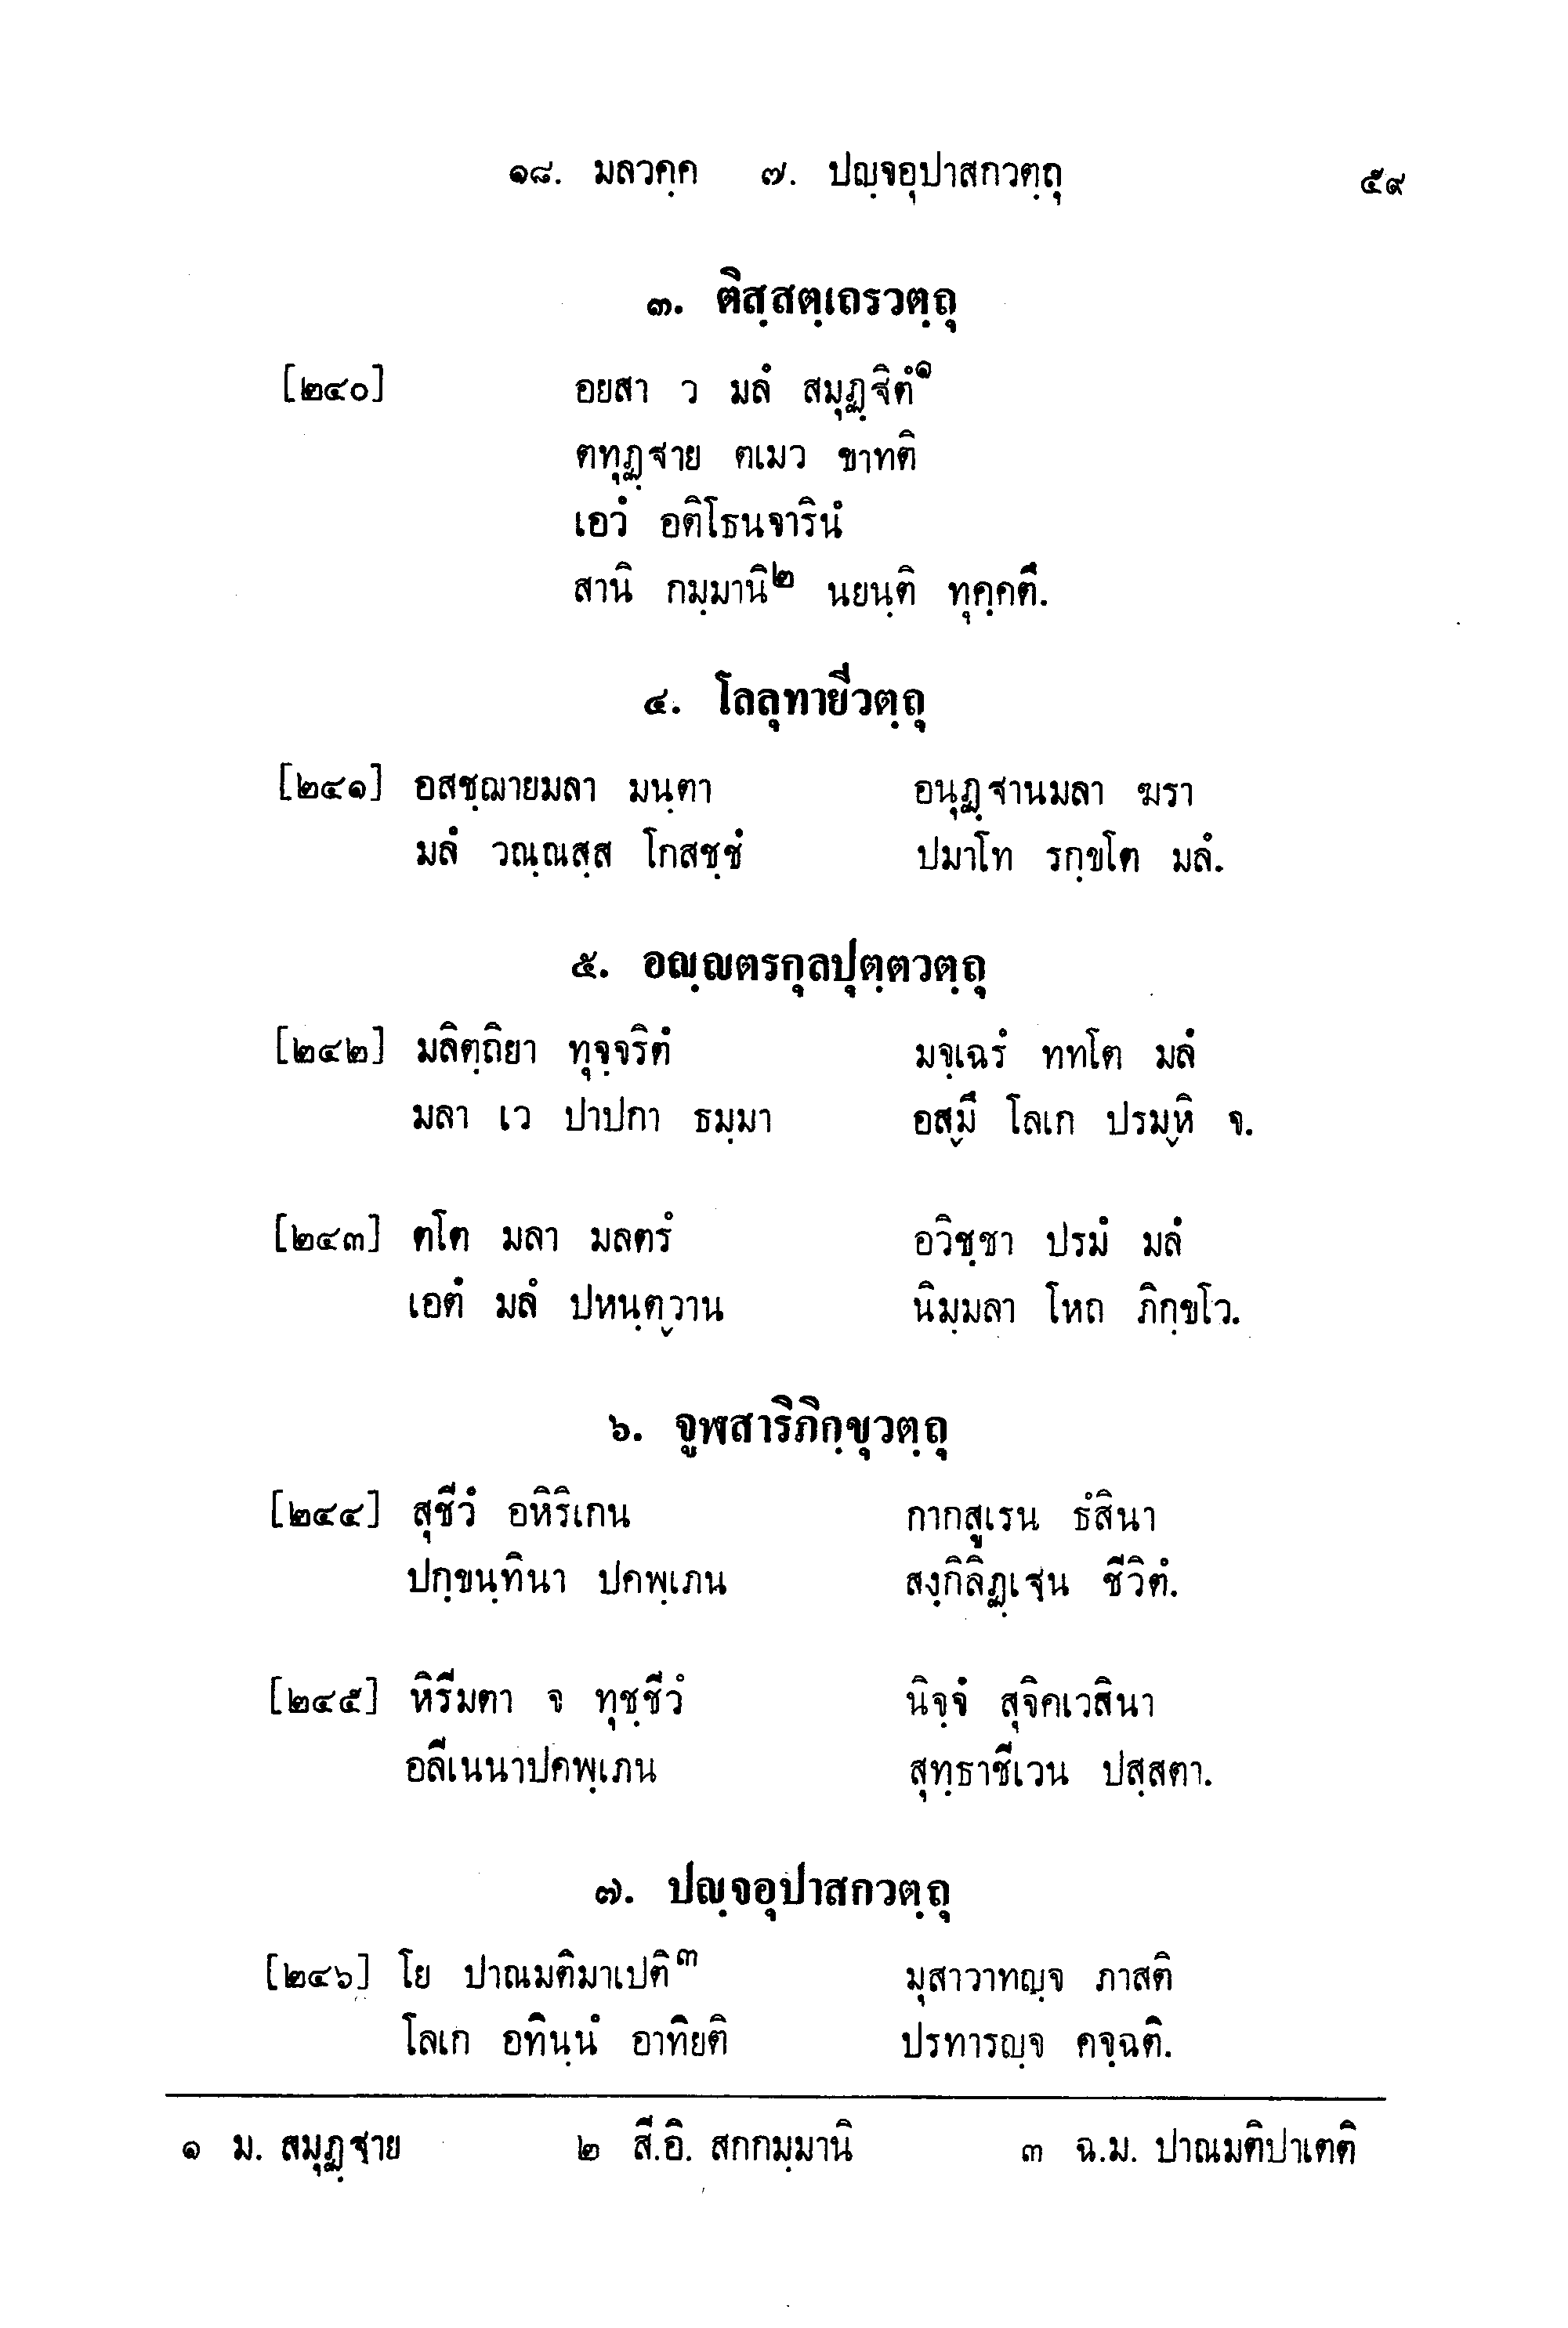 ๑๘. มลวคฺค ๗. ปญฺจอุปาสกวตฺถุ ๕๙
๓. ติสฺสตฺเถรวตฺถุ
[๒๔๐] อยสา ว มลํ สมุฏฺฐิตํ๑
ตทุฏฺฐาย ตเมว ขาทติ
เอวํ อติโธนจารินํ
สานิ กมฺมานิ๒ นยนฺติ ทุคฺคตึ.
๔. โลลุทายีวตฺถุ
[๒๔๑] อสชฺฌายมลา มนฺตา อนุฏฺฐานมลา ฆรา
มลํ วณฺณสฺส โกสชฺชํ ปมาโท รกฺขโต มลํ.
๕. อญฺญตรกุลปุตฺตวตฺถุ
[๒๔๒] มลิตฺถิยา ทุจฺจริตํ มจฺเฉรํ ททโต มลํ
มลา เว ปาปกา ธมฺมา อสฺมึ โลเก ปรมฺหิ จ.
[๒๔๓] ตโต มลา มลตรํ อวิชฺชา ปรมํ มลํ
เอตํ มลํ ปหนฺตฺวาน นิมฺมลา โหถ ภิกฺขโว.
๖. จูฬสาริภิกฺขุวตฺถุ
[๒๔๔] สุชีวํ อหิริเกน กากสูเรน ธํสินา
ปกฺขนฺทินา ปคพฺเภน สงฺกิลิฏฺเฐน ชีวิตํ.
[๒๔๕] หิรีมตา จ ทุชฺชีวํ นิจฺจํ สุจิคเวสินา
อลีเนนาปคพฺเภน สุทฺธาชีเวน ปสฺสตา.
๗. ปญฺจอุปาสกวตฺถุ
[๒๔๖] โย ปาณมติมาเปติ๓ มุสาวาทญฺจ ภาสติ
โลเก อทินฺนํ อาทิยติ ปรทารญฺจ คจฺฉติ.
๑ ม. สมุฏฺฐาย ๒ สี.อิ. สกกมฺมานิ ๓ ฉ.ม. ปาณมติปาเตติ